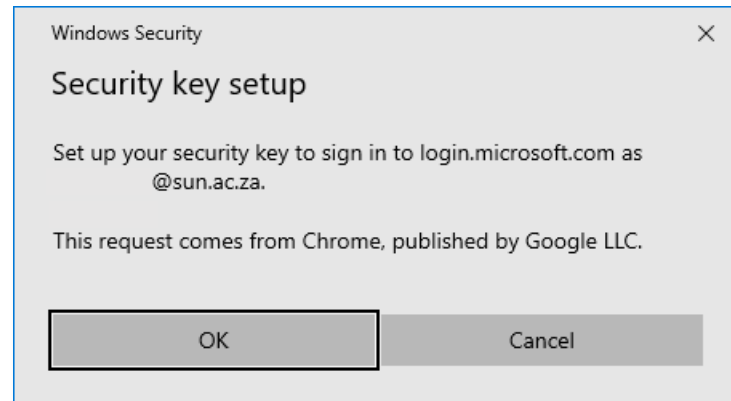 Windows Security
Security key setup
Set up your security key to sign in to login.microsoft.com as
@sun.ac.za.
This request comes from Chrome, published by Google LLC.
OK
Cancel